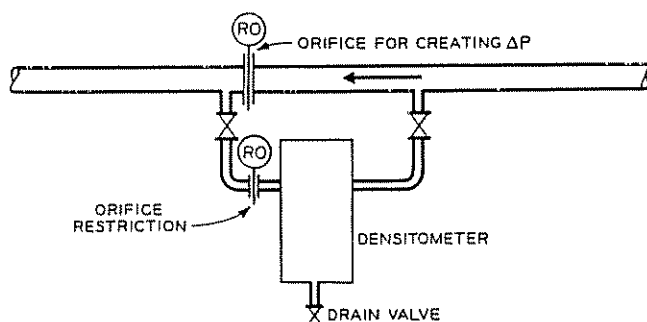 RO
ORIFICE FOR CREATING ΔP
RO
ORIFICE
RESTRICTION
DENSITOMETER
DRAIN VALVE